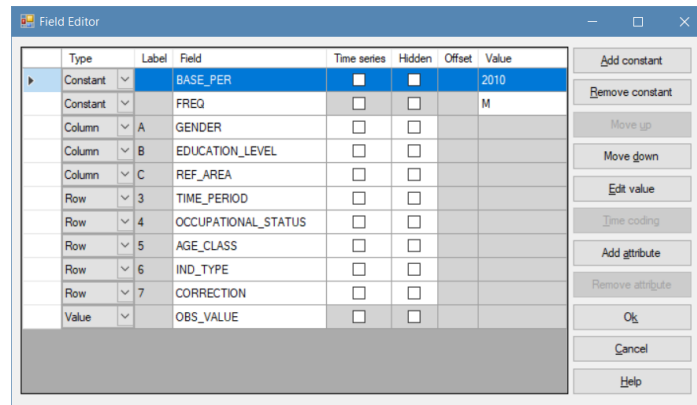 Field Editor
Type Label Field Time series Hidden Offset Value
Constant BASE_PER 2010
Constant FREQ M
Column A GENDER
Column B EDUCATION_LEVEL
Column C REF_AREA
Row 3 TIME_PERIOD
Row 4 OCCUPATIONAL_STATUS
Row 5 AGE_CLASS
Row 6 IND_TYPE
Row 7 CORRECTION
Value OBS_VALUE
Add constant
Remove constant
Move up
Move down
Edit value
Time coding
Add attribute
Remove attribute
Ok
Cancel
Help